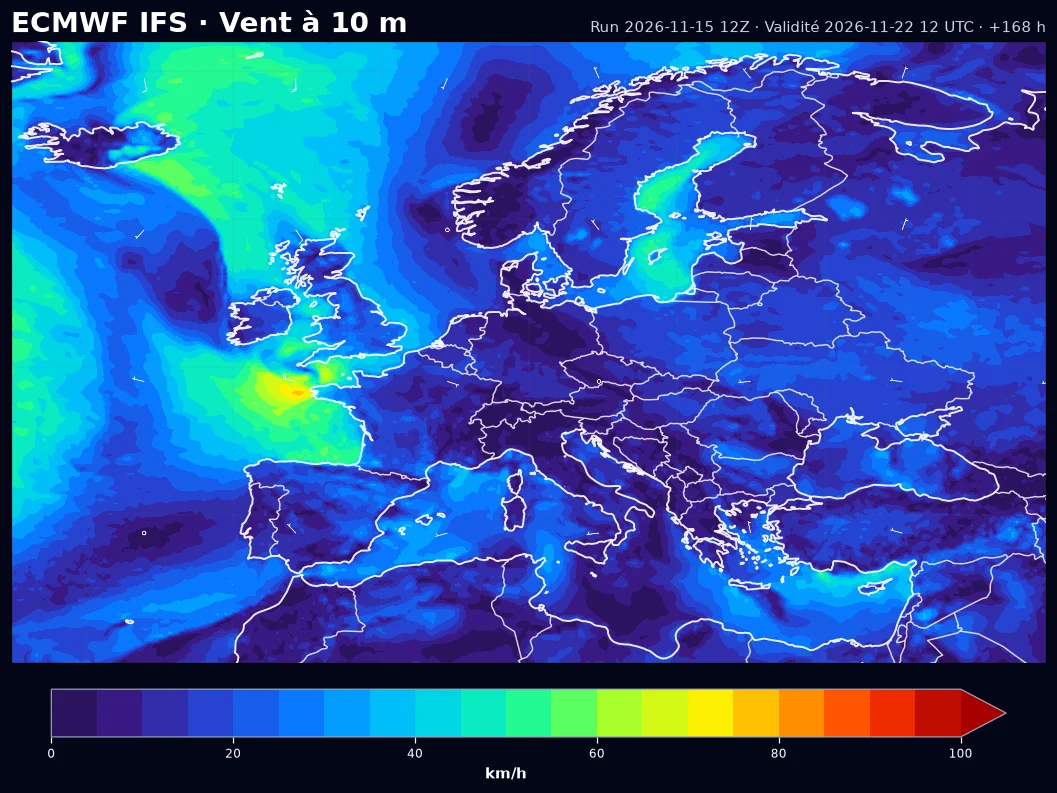 ECMWF IFS · Vent à 10 m
Run 2026-11-15 12Z · Validité 2026-11-22 12 UTC · +168 h
0 20 40 60 80 100
km/h